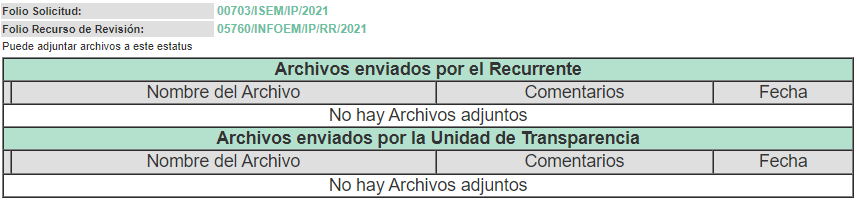 Folio Solicitud: 00703/ISEM/IP/2021
Folio Recurso de Revisión: 05760/INFOEM/IP/RR/2021
Puede adjuntar archivos a este estatus
Archivos enviados por el Recurrente
Nombre del Archivo Comentarios Fecha
No hay Archivos adjuntos
Archivos enviados por la Unidad de Transparencia
Nombre del Archivo Comentarios Fecha
No hay Archivos adjuntos